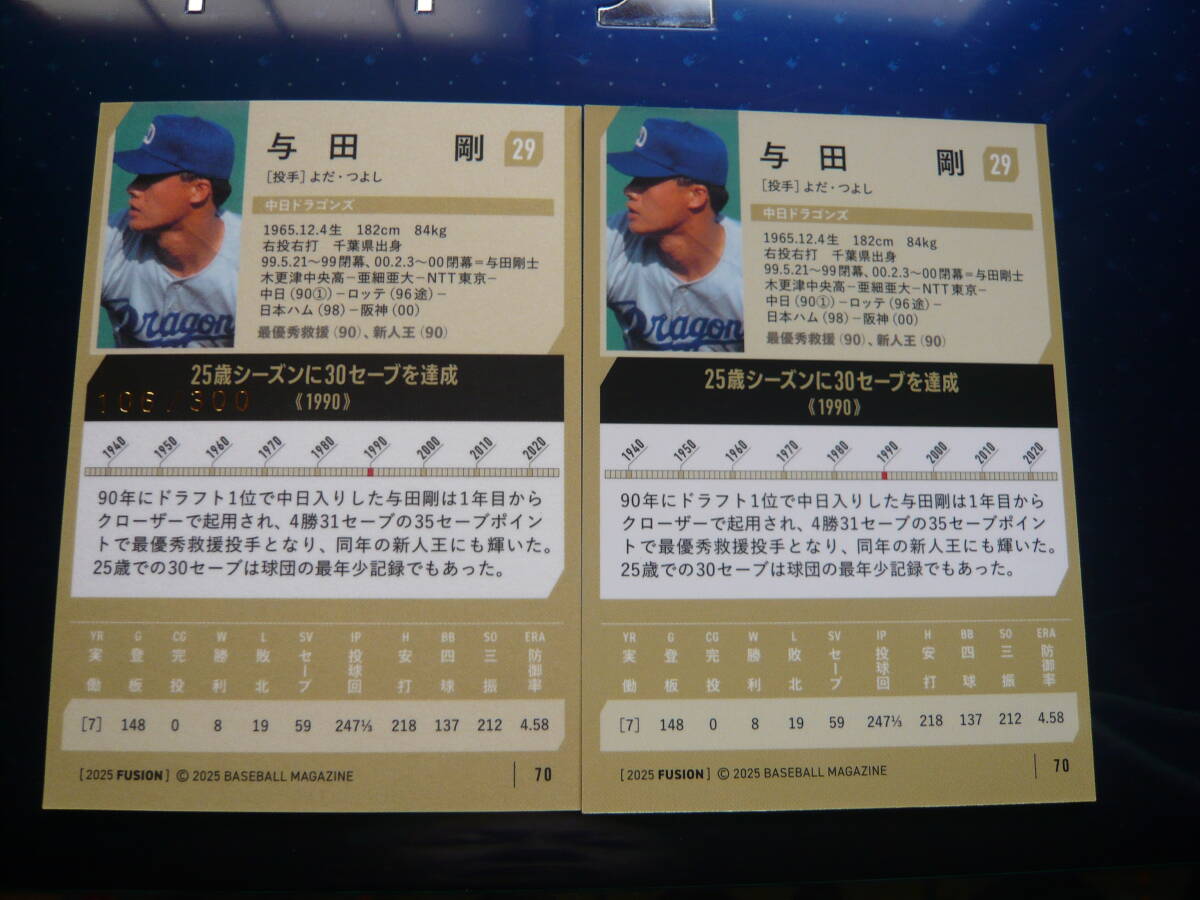 D
Dragon
与田 剛 29
[投手] よだ・つよし
中日ドラゴンズ
1965.12.4生 182cm 84kg
右投右打 千葉県出身
99.5.21〜99閉幕、00.2.3〜00閉幕=与田剛士
木更津中央高−亜細亜大−NTT東京−
中日(90①)−ロッテ(96途)−
日本ハム(98)−阪神(00)
最優秀救援(90)、新人王(90)
25歳シーズンに30セーブを達成
106/300
《1990》
1940 1950 1960 1970 1980 1990 2000 2010 2020
90年にドラフト1位で中日入りした与田剛は1年目から
クローザーで起用され、4勝31セーブの35セーブポイン
トで最優秀救援投手となり、同年の新人王にも輝いた。
25歳での30セーブは球団の最年少記録でもあった。
YR G CG W L SV IP H BB SO ERA
実働 登板 完投 勝利 敗北 セーブ 投球回 安打 四球 三振 防御率
[7] 148 0 8 19 59 247⅓ 218 137 212 4.58
[2025 FUSION] © 2025 BASEBALL MAGAZINE 70
D
Dragon
与田 剛 29
[投手] よだ・つよし
中日ドラゴンズ
1965.12.4生 182cm 84kg
右投右打 千葉県出身
99.5.21〜99閉幕、00.2.3〜00閉幕=与田剛士
木更津中央高−亜細亜大−NTT東京−
中日(90①)−ロッテ(96途)−
日本ハム(98)−阪神(00)
最優秀救援(90)、新人王(90)
25歳シーズンに30セーブを達成
《1990》
1940 1950 1960 1970 1980 1990 2000 2010 2020
90年にドラフト1位で中日入りした与田剛は1年目から
クローザーで起用され、4勝31セーブの35セーブポイン
トで最優秀救援投手となり、同年の新人王にも輝いた。
25歳での30セーブは球団の最年少記録でもあった。
YR G CG W L SV IP H BB SO ERA
実働 登板 完投 勝利 敗北 セーブ 投球回 安打 四球 三振 防御率
[7] 148 0 8 19 59 247⅓ 218 137 212 4.58
[2025 FUSION] © 2025 BASEBALL MAGAZINE 70